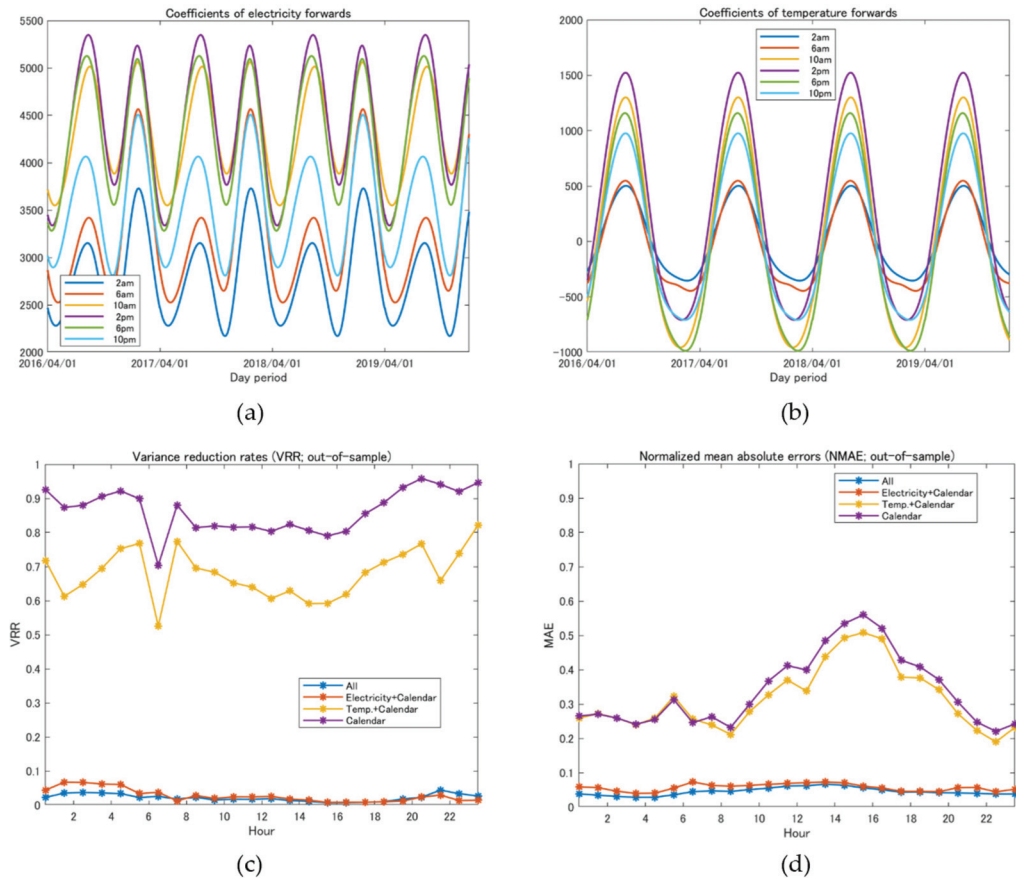 Coefficients of electricity forwards
5500
5000
4500
4000
3500
3000
2500
2000
2am
6am
10am
2pm
6pm
10pm
2016/04/01 2017/04/01 2018/04/01 2019/04/01
Day period
(a)
Coefficients of temperature forwards
2000
1500
1000
500
0
-500
-1000
2am
6am
10am
2pm
6pm
10pm
2016/04/01 2017/04/01 2018/04/01 2019/04/01
Day period
(b)
Variance reduction rates (VRR; out-of-sample)
1
0.9
0.8
0.7
0.6
0.5
0.4
0.3
0.2
0.1
0
VRR
All
Electricity+Calendar
Temp.+Calendar
Calendar
2 4 6 8 10 12 14 16 18 20 22
Hour
(c)
Normalized mean absolute errors (NMAE; out-of-sample)
1
0.9
0.8
0.7
0.6
0.5
0.4
0.3
0.2
0.1
0
MAE
All
Electricity+Calendar
Temp.+Calendar
Calendar
2 4 6 8 10 12 14 16 18 20 22
Hour
(d)